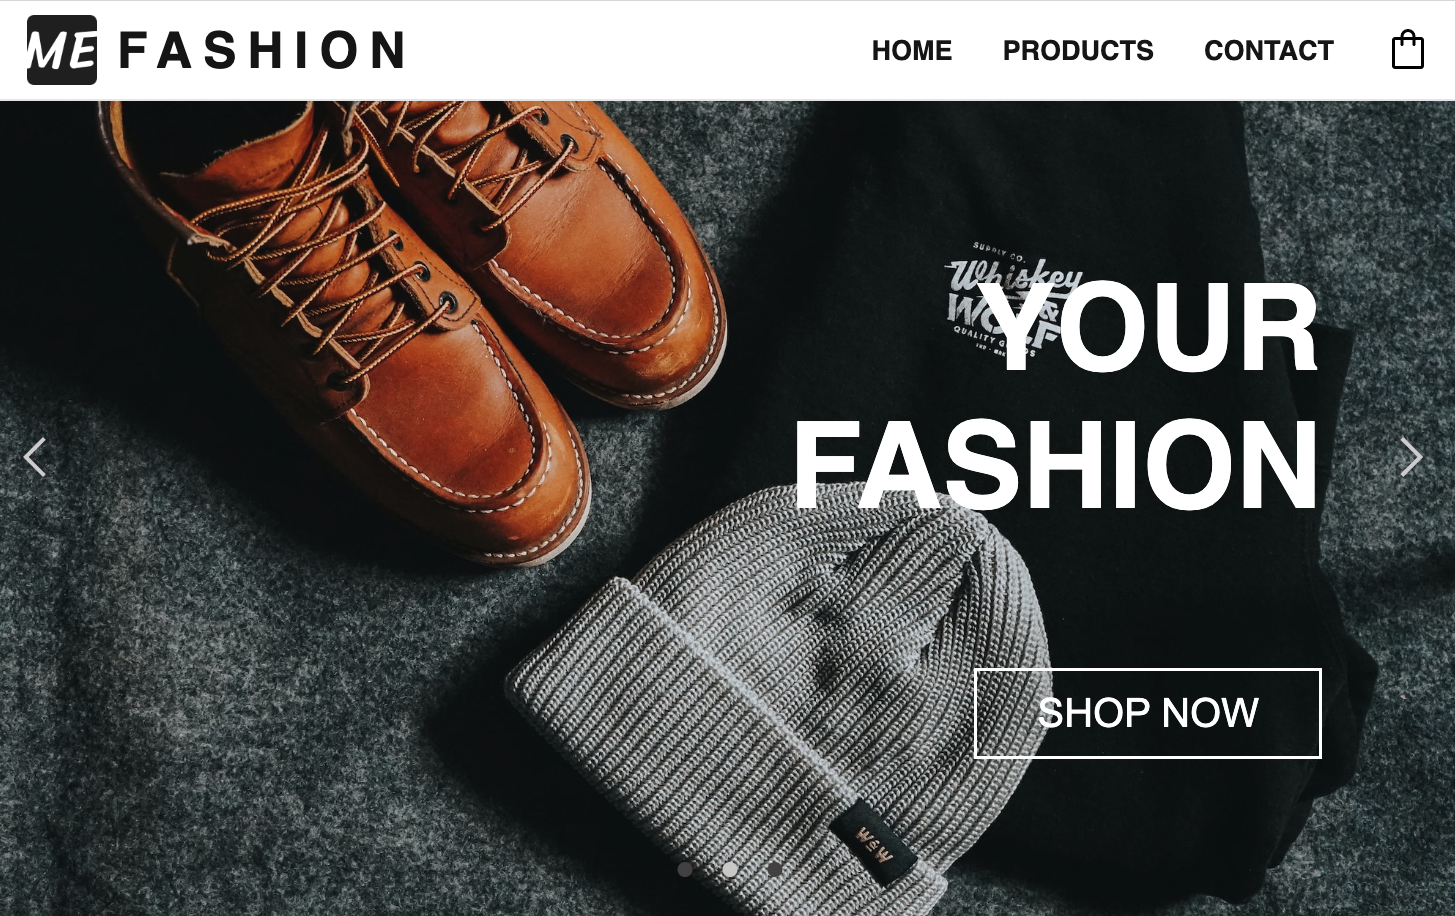 ME FASHION
HOME PRODUCTS CONTACT
SUPPLY CO.
Whiskey
WOLF &
QUALITY GOODS
YOUR
FASHION
SHOP NOW
W&W